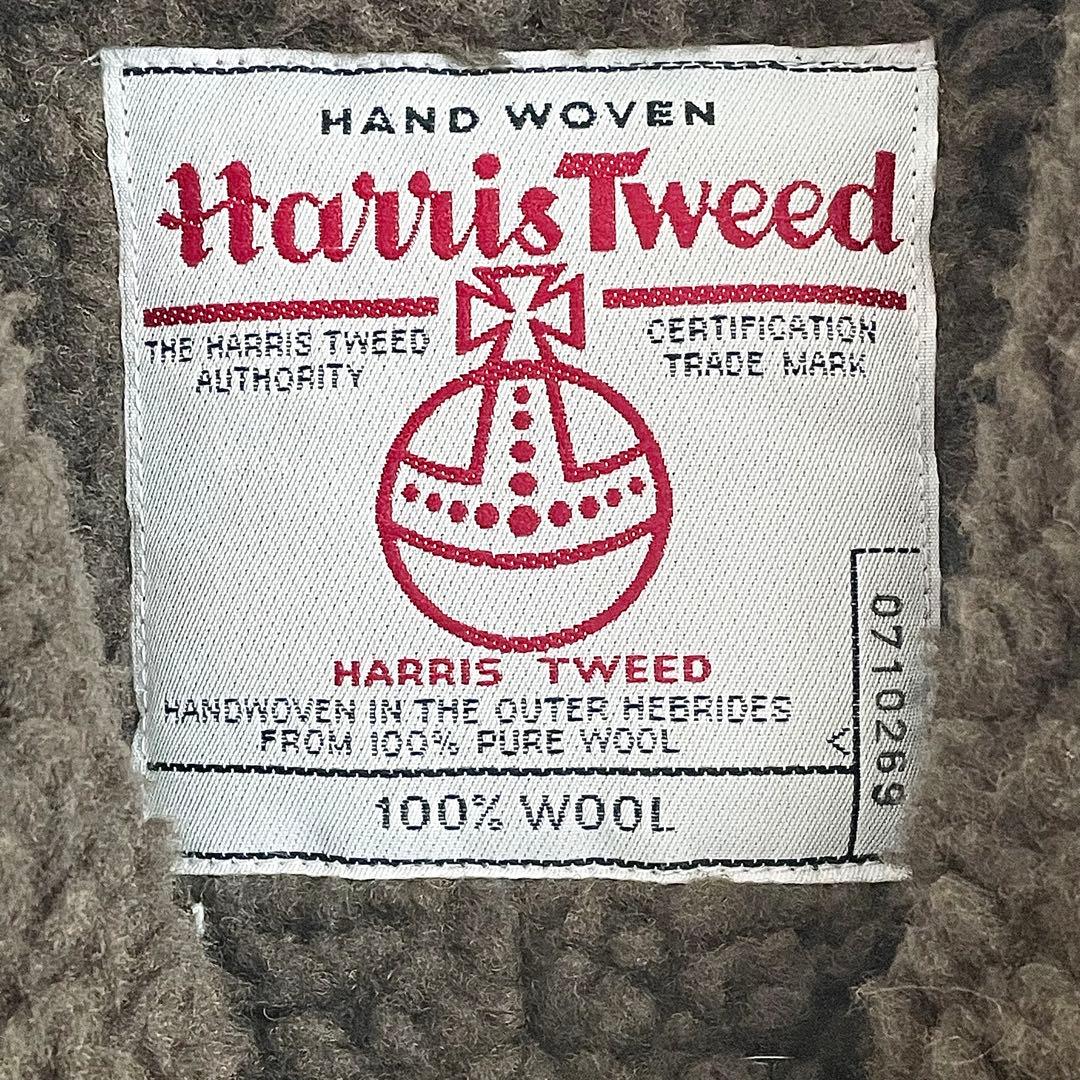 HAND WOVEN
Harris Tweed
THE HARRIS TWEED
AUTHORITY
CERTIFICATION
TRADE MARK
HARRIS TWEED
HANDWOVEN IN THE OUTER HEBRIDES
FROM 100% PURE WOOL
100% WOOL
V
0710269